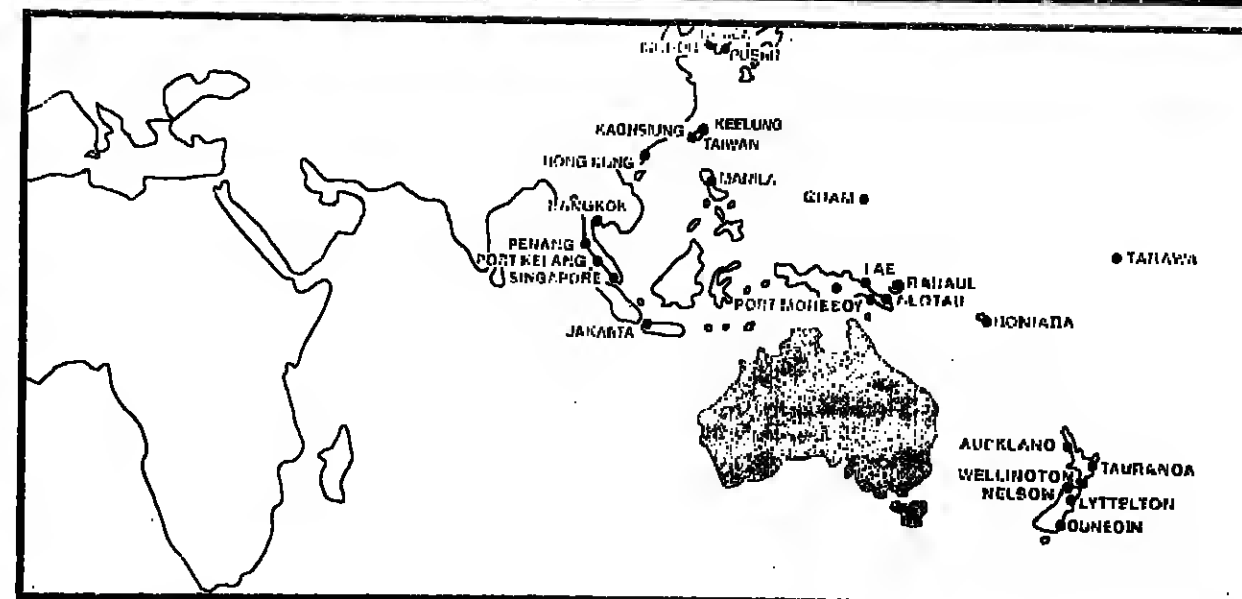 PUSAN
KAOHSIUNG
KEELUNG
TAIWAN
HONG KONG
MANILA
GUAM
BANGKOK
PENANG
PORT KELANG
SINGAPORE
TARAWA
LAE
RABAUL
PORT MORESBY
ALOTAU
HONIARA
JAKARTA
AUCKLAND
TAURANGA
WELLINGTON
NELSON
LYTTELTON
DUNEDIN